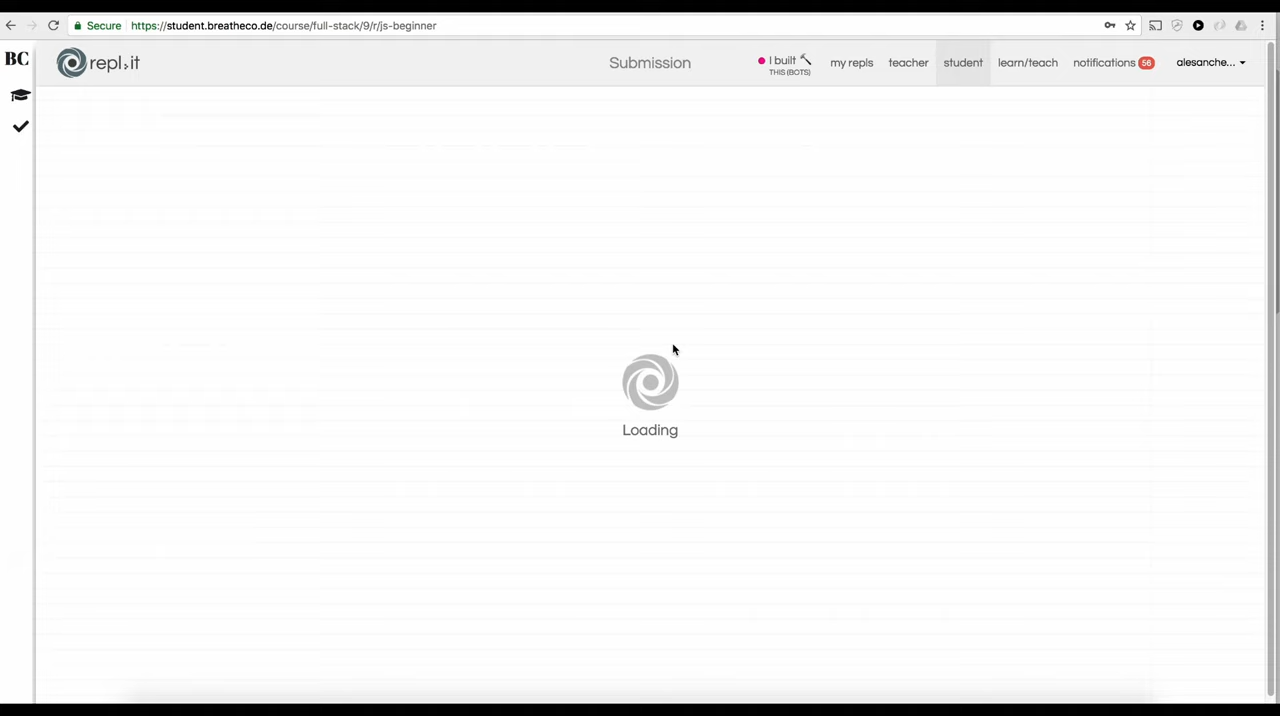 Secure https://student.breatheco.de/course/full-stack/9/r/js-beginner
BC
repl.it
Submission
I built
THIS (BOTS)
my repls
teacher
student
learn/teach
notifications 56
alesanche...
Loading